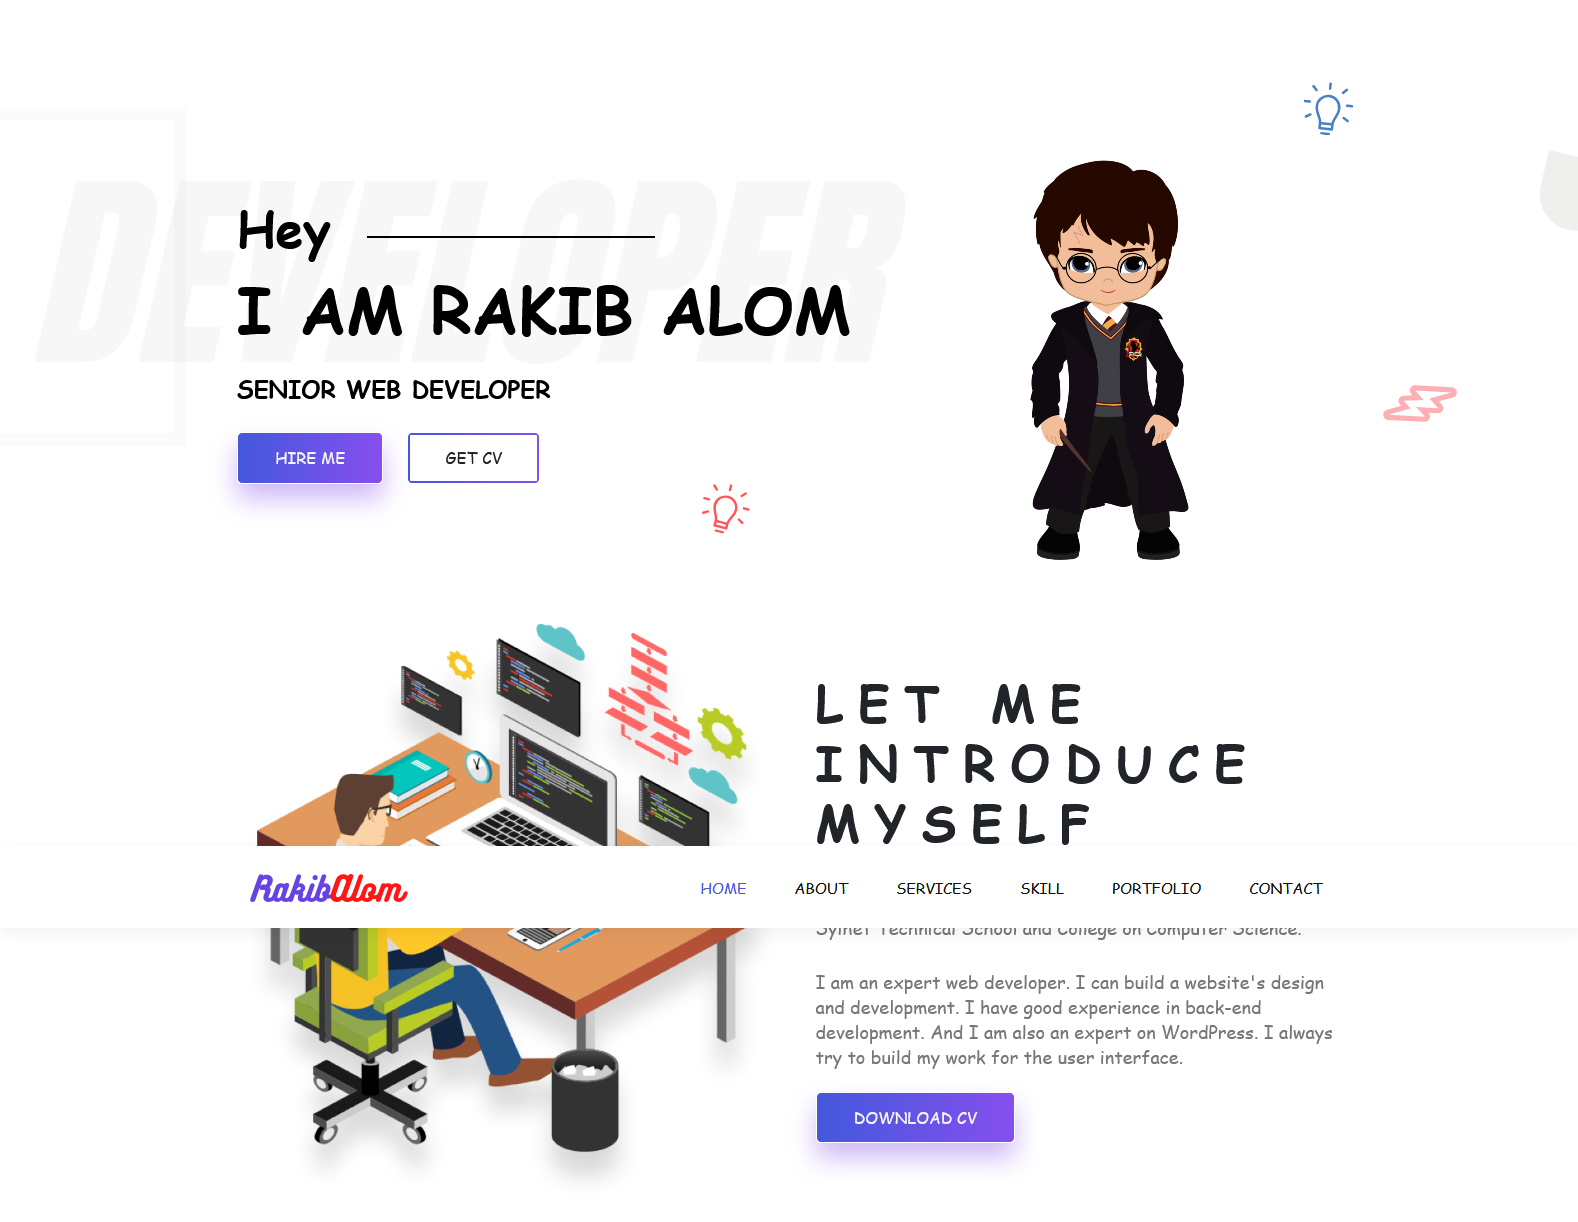 DEVELOPER
Hey
I AM RAKIB ALOM
SENIOR WEB DEVELOPER
HIRE ME
GET CV
LET ME
INTRODUCE
MYSELF
RakibAlom
HOME
ABOUT
SERVICES
SKILL
PORTFOLIO
CONTACT
Sylhet Technical School and College on Computer Science.
I am an expert web developer. I can build a website's design
and development. I have good experience in back-end
development. And I am also an expert on WordPress. I always
try to build my work for the user interface.
DOWNLOAD CV